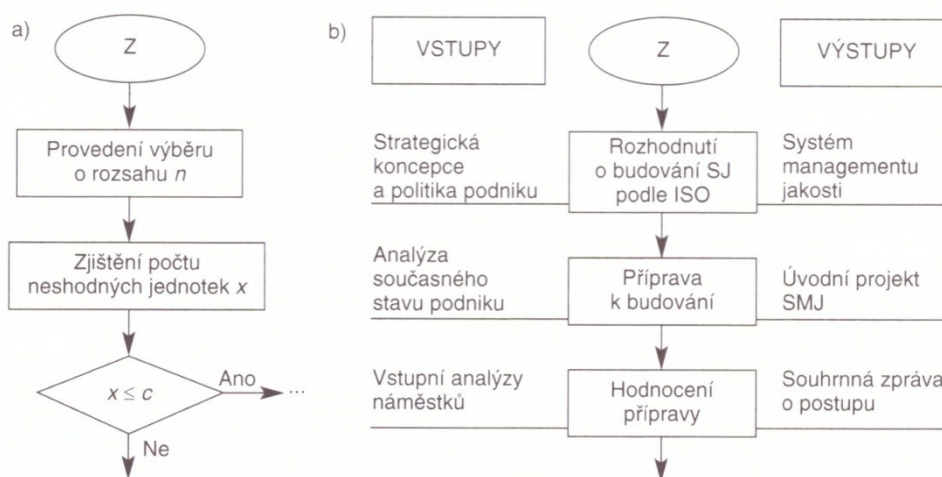 a)
Z
Provedení výběru
o rozsahu n
Zjištění počtu
neshodných jednotek x
x ≤ c
Ano
...
Ne
b)
VSTUPY
Z
VÝSTUPY
Strategická
koncepce
a politika podniku
Rozhodnutí
o budování SJ
podle ISO
Systém
managementu
jakosti
Analýza
současného
stavu podniku
Příprava
k budování
Úvodní projekt
SMJ
Vstupní analýzy
náměstků
Hodnocení
přípravy
Souhrnná zpráva
o postupu